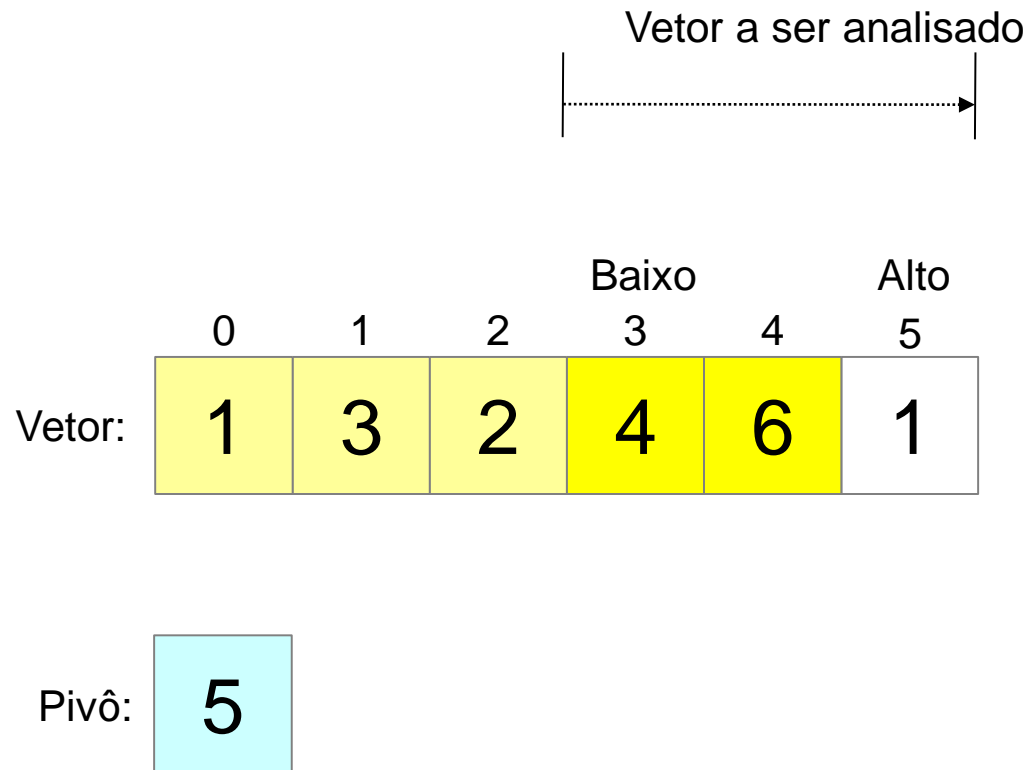 Vetor a ser analisado
Baixo Alto
0 1 2 3 4 5
Vetor: 1 3 2 4 6 1
Pivô: 5